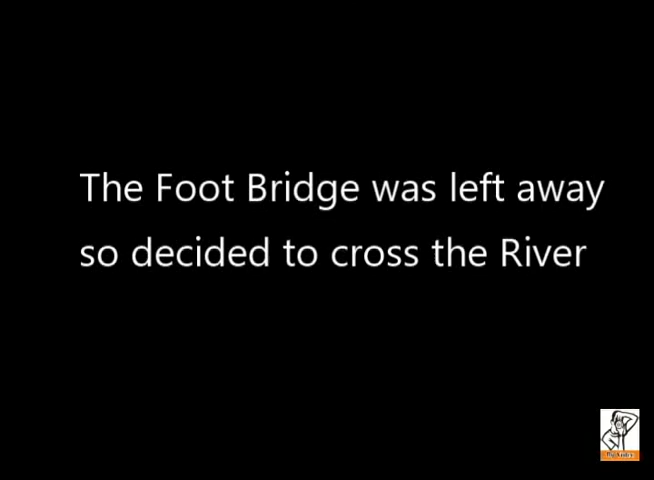 The Foot Bridge was left away
so decided to cross the River